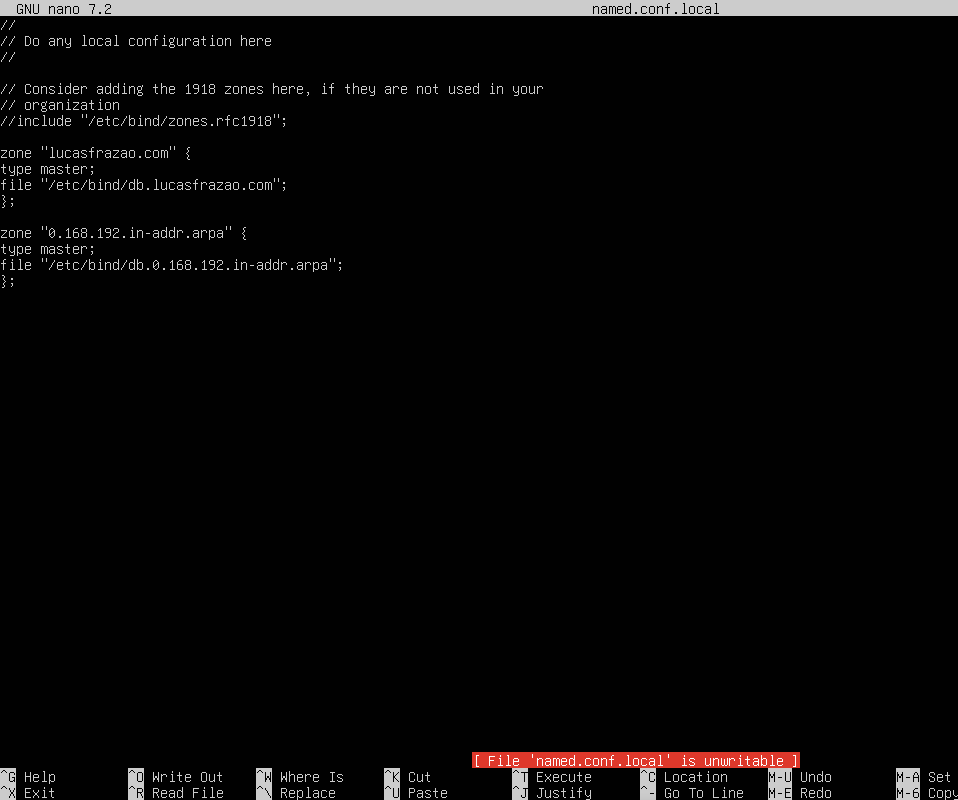 GNU nano 7.2 named.conf.local
//
// Do any local configuration here
//
// Consider adding the 1918 zones here, if they are not used in your
// organization
//include "/etc/bind/zones.rfc1918";
zone "lucasfrazao.com" {
type master;
file "/etc/bind/db.lucasfrazao.com";
};
zone "0.168.192.in-addr.arpa" {
type master;
file "/etc/bind/db.0.168.192.in-addr.arpa";
};
[ File 'named.conf.local' is unwritable ]
^G Help ^O Write Out ^W Where Is ^K Cut ^T Execute ^C Location M-U Undo M-A Set
^X Exit ^R Read File ^\ Replace ^U Paste ^J Justify ^- Go To Line M-E Redo M-6 Copy